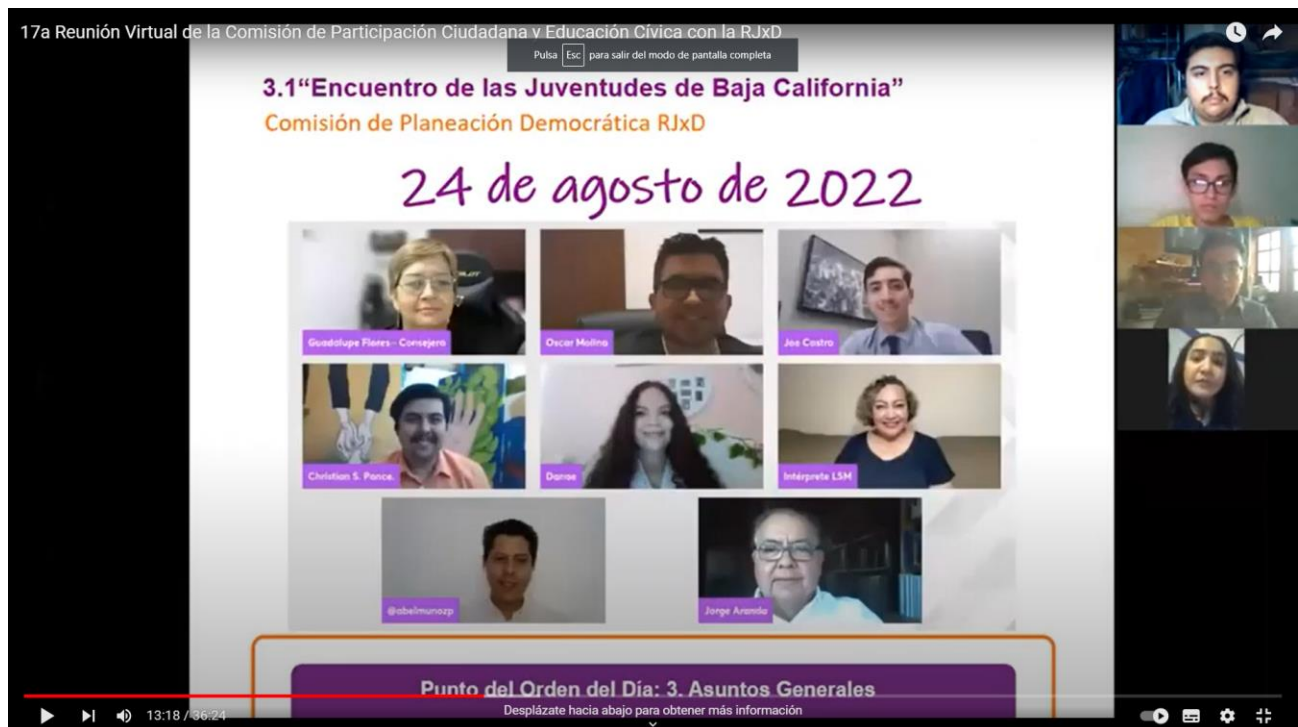 17a Reunión Virtual de la Comisión de Participación Ciudadana y Educación Cívica con la RJxD
Pulsa Esc para salir del modo de pantalla completa
3.1“Encuentro de las Juventudes de Baja California”
Comisión de Planeación Democrática RJxD
24 de agosto de 2022
Guadalupe Flores - Consejera
Oscar Molina
Joe Castro
Christian S. Ponce.
Danae
Intérprete LSM
@abelmunozp
Jorge Aranda
Punto del Orden del Día: 3. Asuntos Generales
Desplázate hacia abajo para obtener más información
13:18 / 36:24